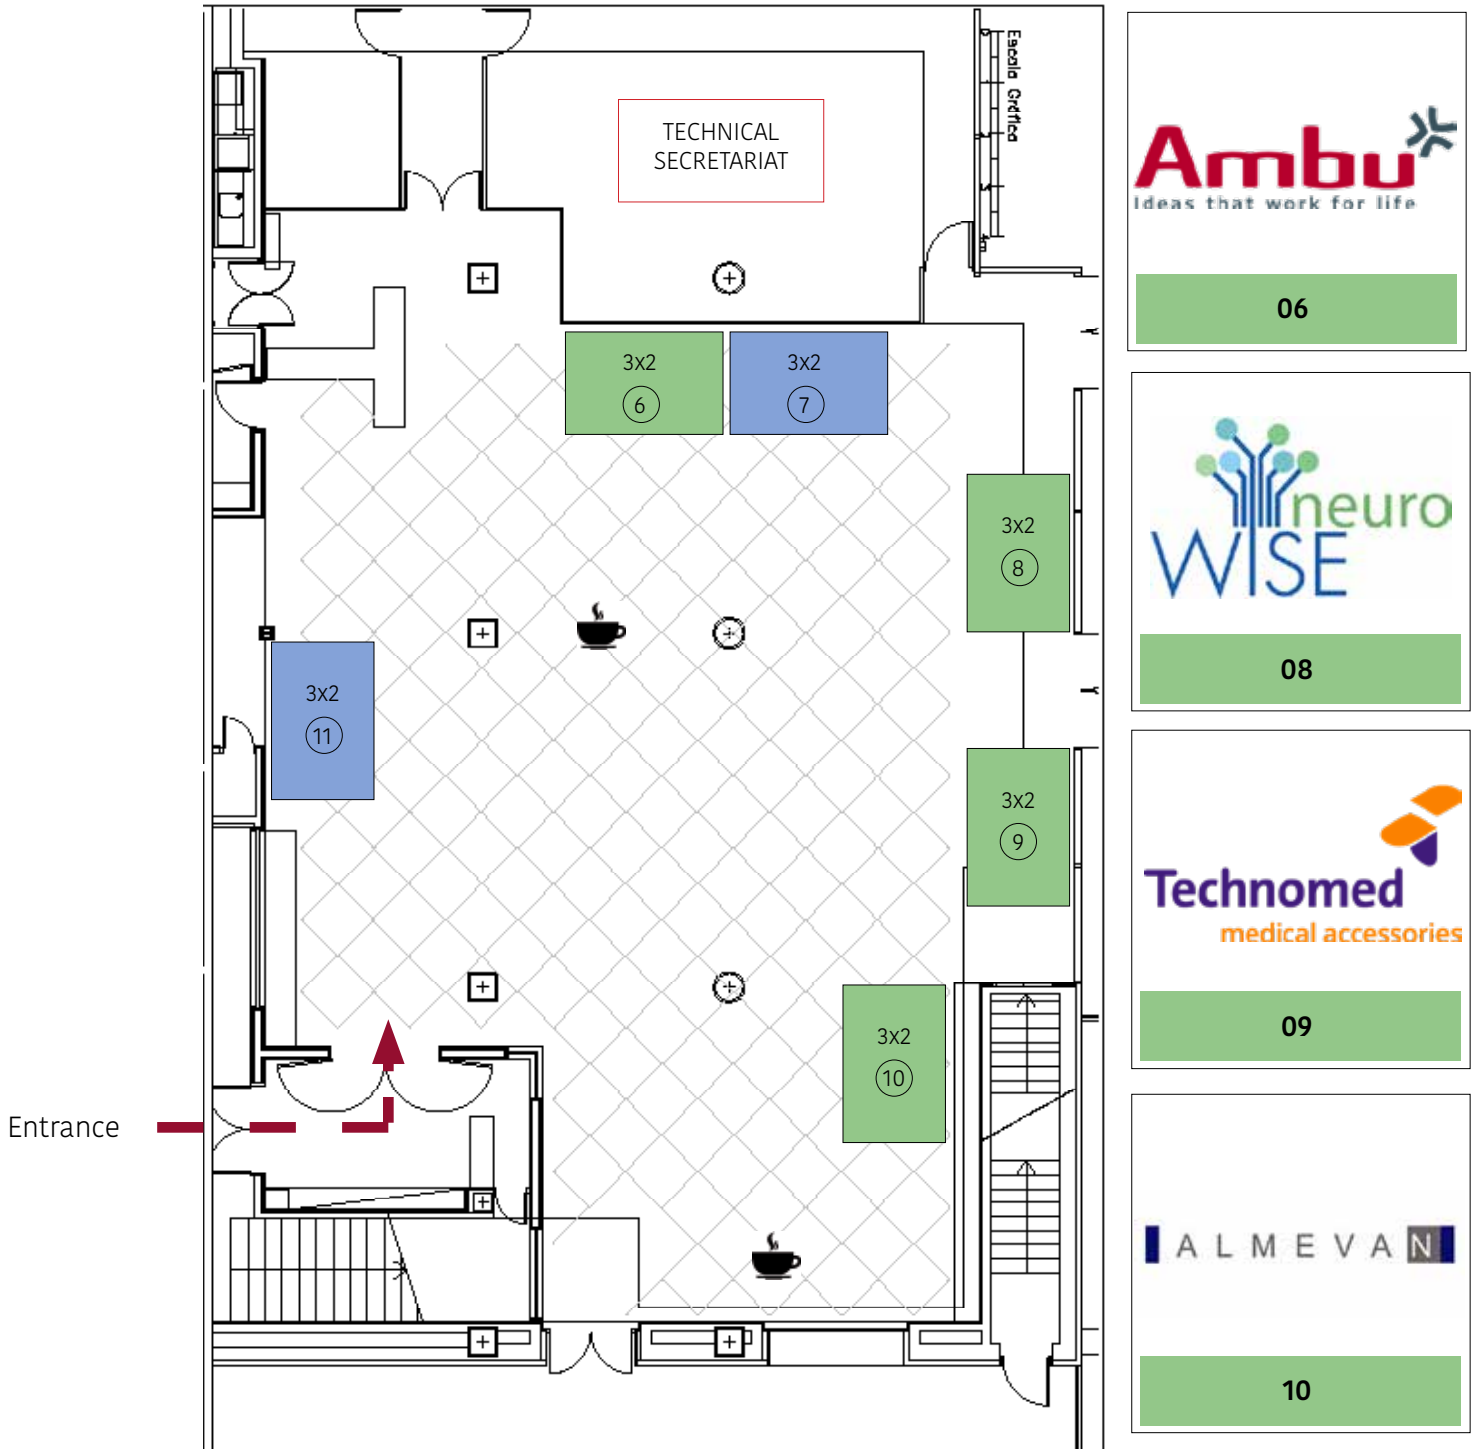 TECHNICAL
SECRETARIAT
Escala Gráfica
3x2
6
3x2
7
3x2
8
3x2
11
3x2
9
3x2
10
Entrance
Ambu
Ideas that work for life
06
neuro
WISE
08
Technomed
medical accessories
09
ALMEVAN
10